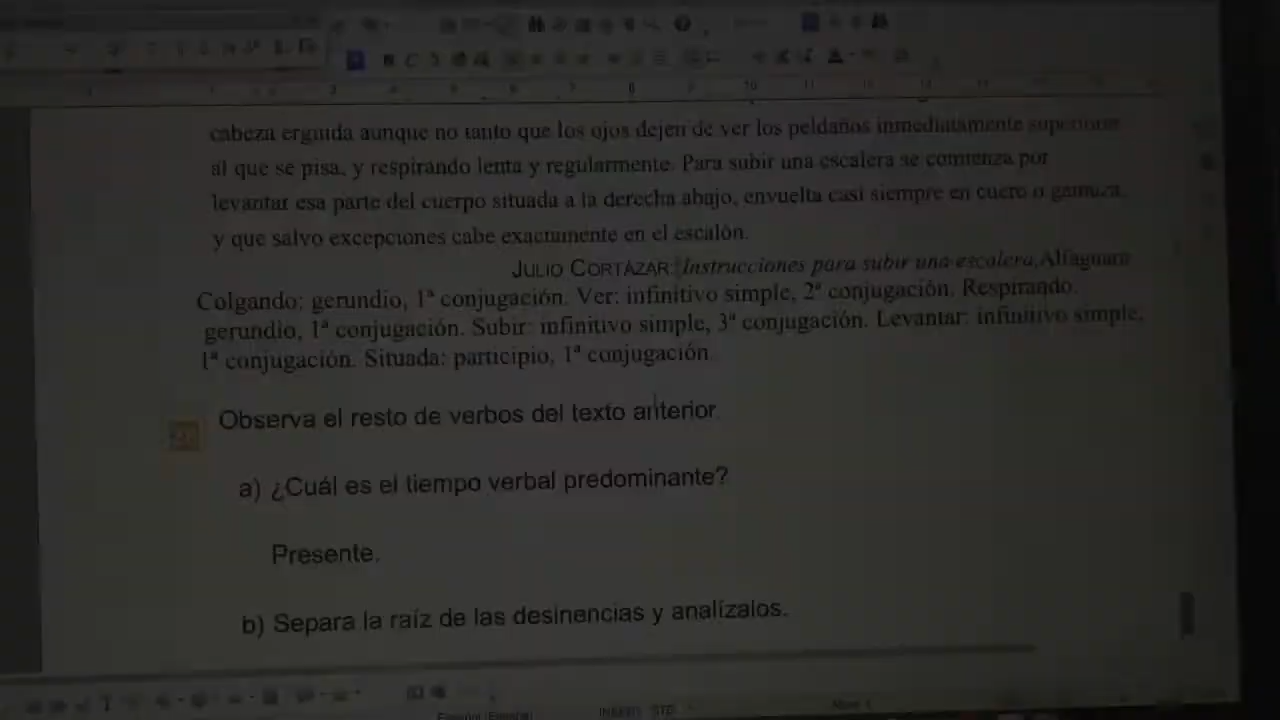 cabeza erguida aunque no tanto que los ojos dejen de ver los peldaños inmediatamente superiores
al que se pisa, y respirando lenta y regularmente. Para subir una escalera se comienza por
levantar esa parte del cuerpo situada a la derecha abajo, envuelta casi siempre en cuero o gamuza,
y que salvo excepciones cabe exactamente en el escalón.
JULIO CORTÁZAR: Instrucciones para subir una escalera, Alfaguara
Colgando: gerundio, 1ª conjugación. Ver: infinitivo simple, 2ª conjugación. Respirando:
gerundio, 1ª conjugación. Subir: infinitivo simple, 3ª conjugación. Levantar: infinitivo simple,
1ª conjugación. Situada: participio, 1ª conjugación.
Observa el resto de verbos del texto anterior.
a) ¿Cuál es el tiempo verbal predominante?
Presente.
b) Separa la raíz de las desinencias y analízalos.
Español (España) INSERT STD